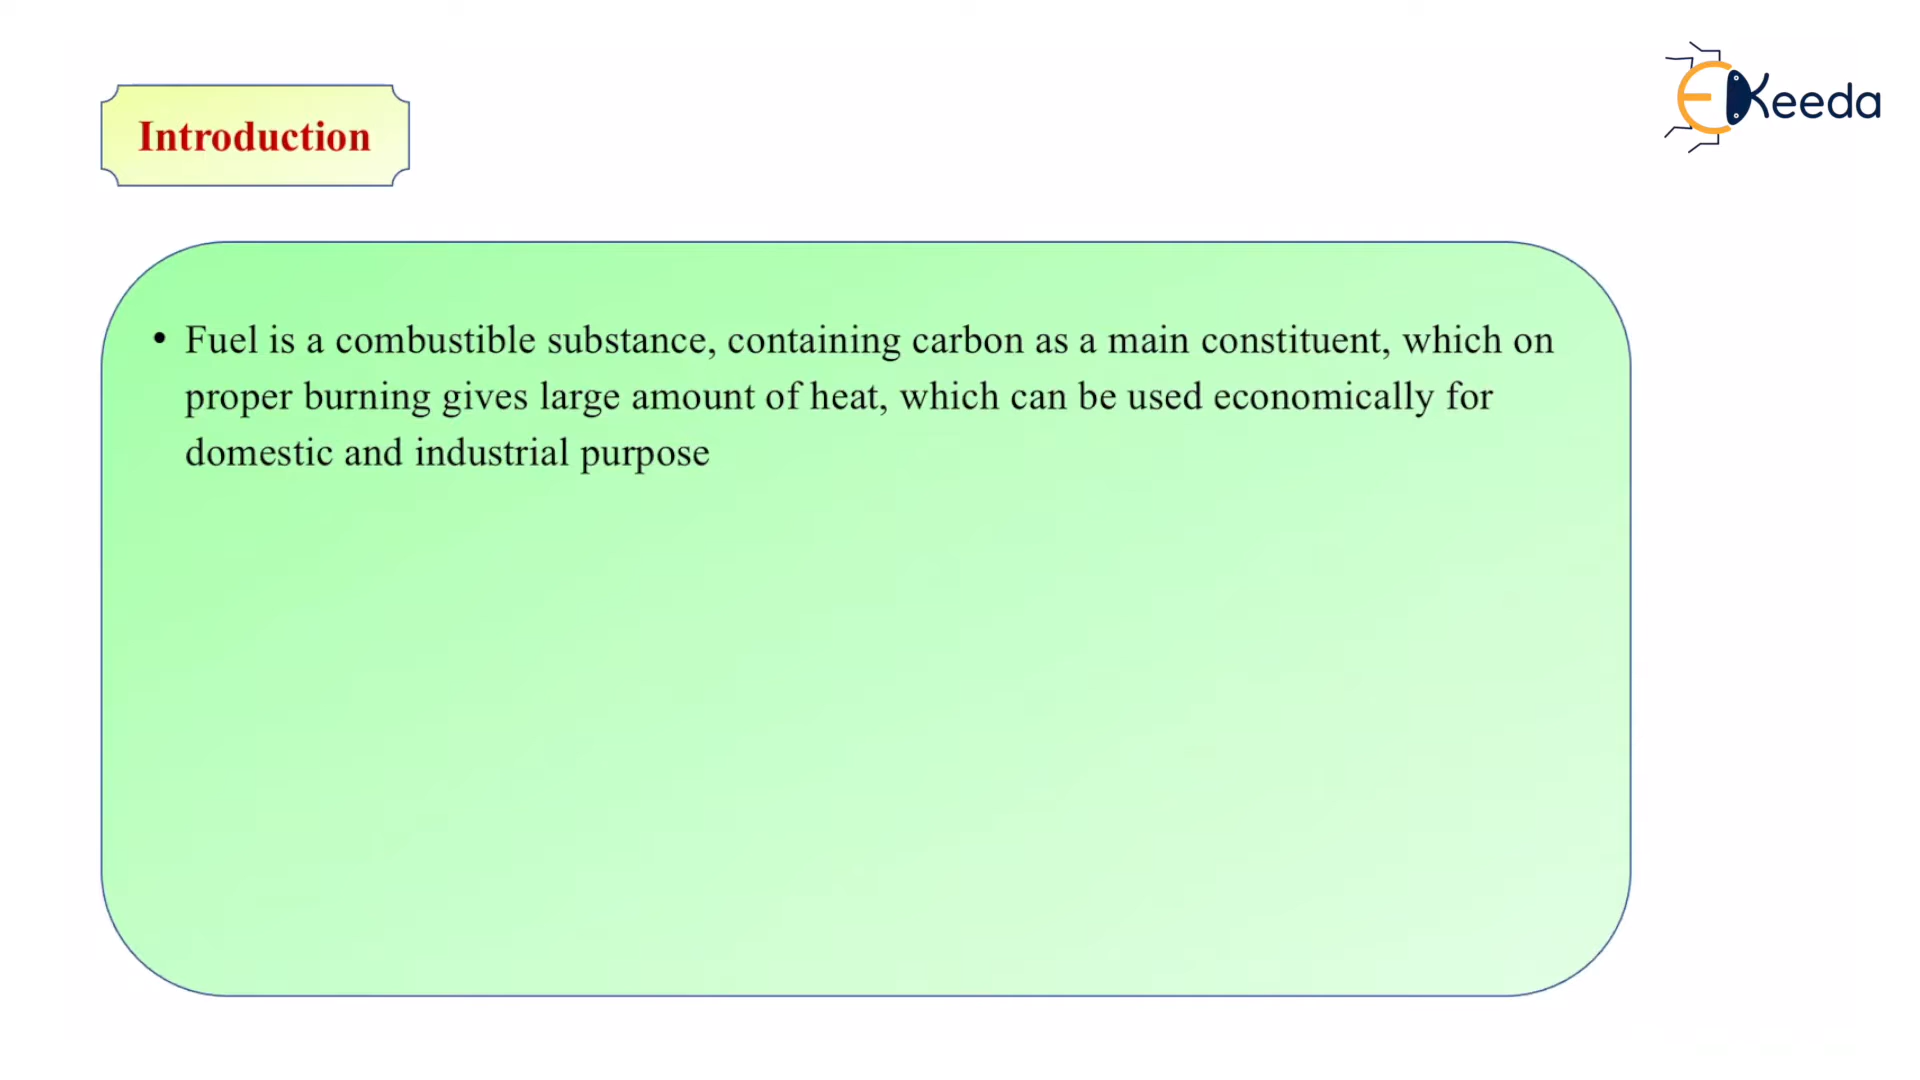 Introduction
EKeeda
• Fuel is a combustible substance, containing carbon as a main constituent, which on
proper burning gives large amount of heat, which can be used economically for
domestic and industrial purpose